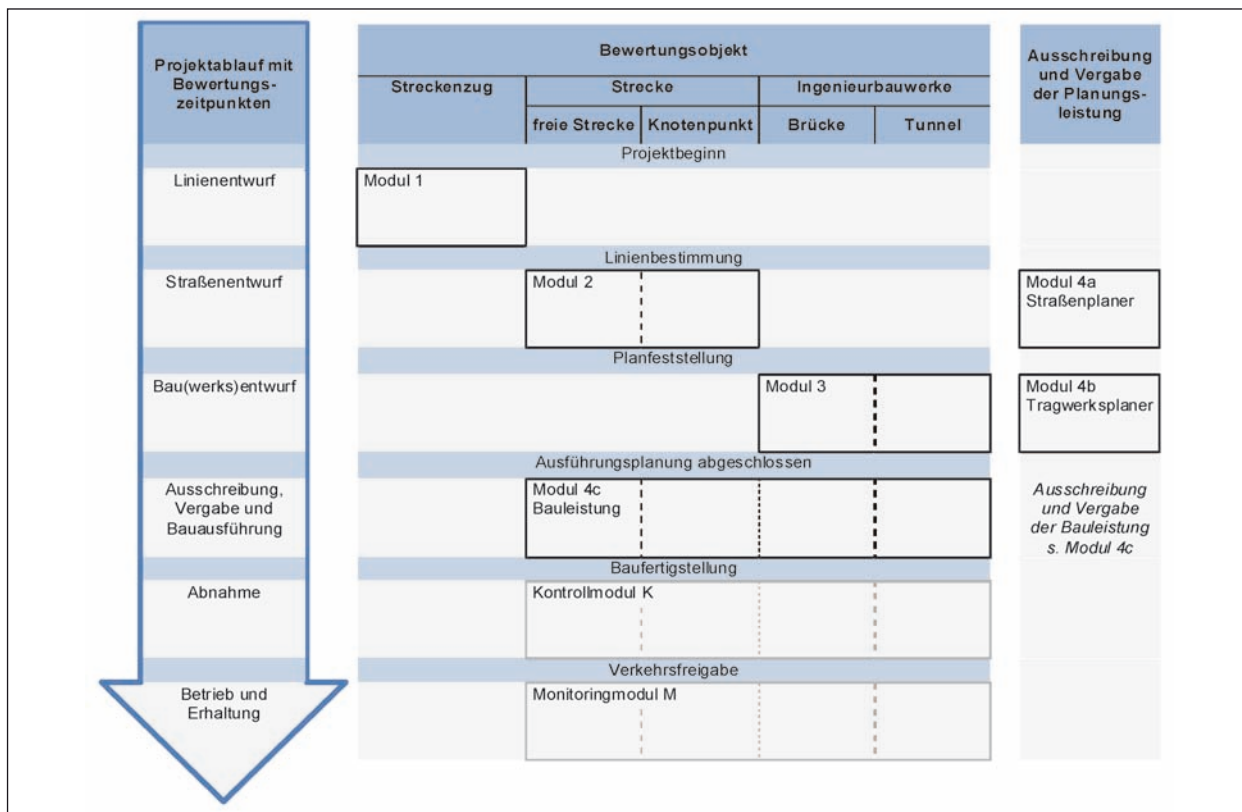 Projektablauf mit
Bewertungs-
zeitpunkten
Bewertungsobjekt
Streckenzug
Strecke
Ingenieurbauwerke
freie Strecke
Knotenpunkt
Brücke
Tunnel
Ausschreibung
und Vergabe
der Planungs-
leistung
Projektbeginn
Linienentwurf
Modul 1
Linienbestimmung
Straßenentwurf
Modul 2
Modul 4a
Straßenplaner
Planfeststellung
Bau(werks)entwurf
Modul 3
Modul 4b
Tragwerksplaner
Ausführungsplanung abgeschlossen
Ausschreibung,
Vergabe und
Bauausführung
Modul 4c
Bauleistung
Ausschreibung
und Vergabe
der Bauleistung
s. Modul 4c
Baufertigstellung
Abnahme
Kontrollmodul K
Verkehrsfreigabe
Betrieb und
Erhaltung
Monitoringmodul M